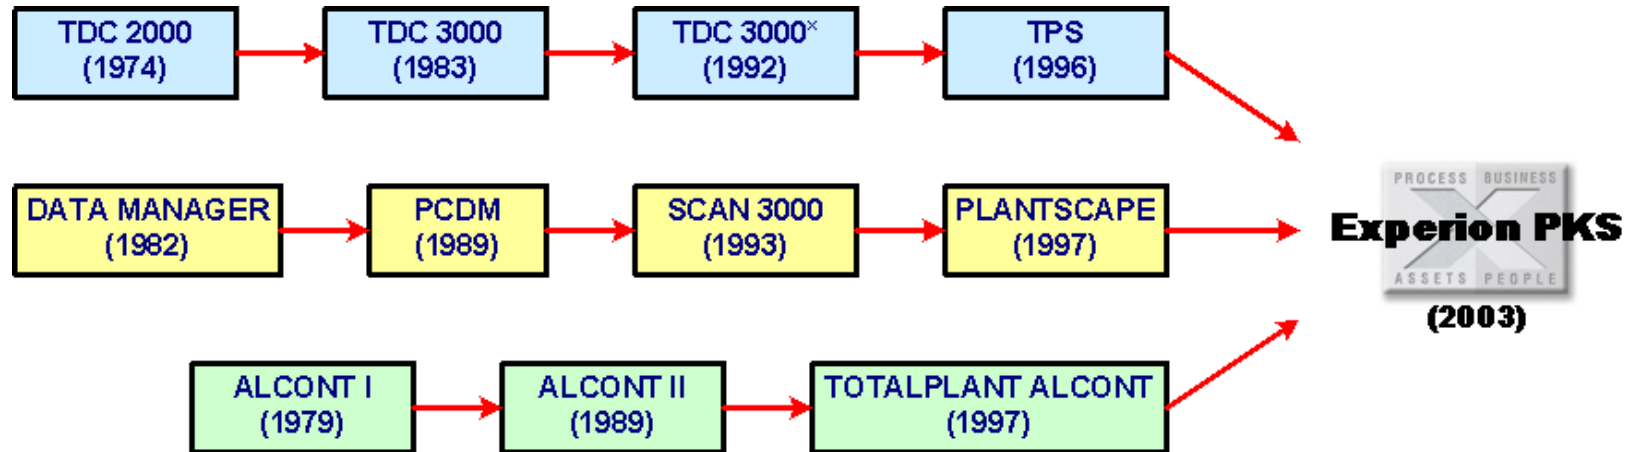 TDC 2000
(1974)
TDC 3000
(1983)
TDC 3000ˣ
(1992)
TPS
(1996)
DATA MANAGER
(1982)
PCDM
(1989)
SCAN 3000
(1993)
PLANTSCAPE
(1997)
ALCONT I
(1979)
ALCONT II
(1989)
TOTALPLANT ALCONT
(1997)
PROCESS BUSINESS
Experion PKS
ASSETS PEOPLE
(2003)